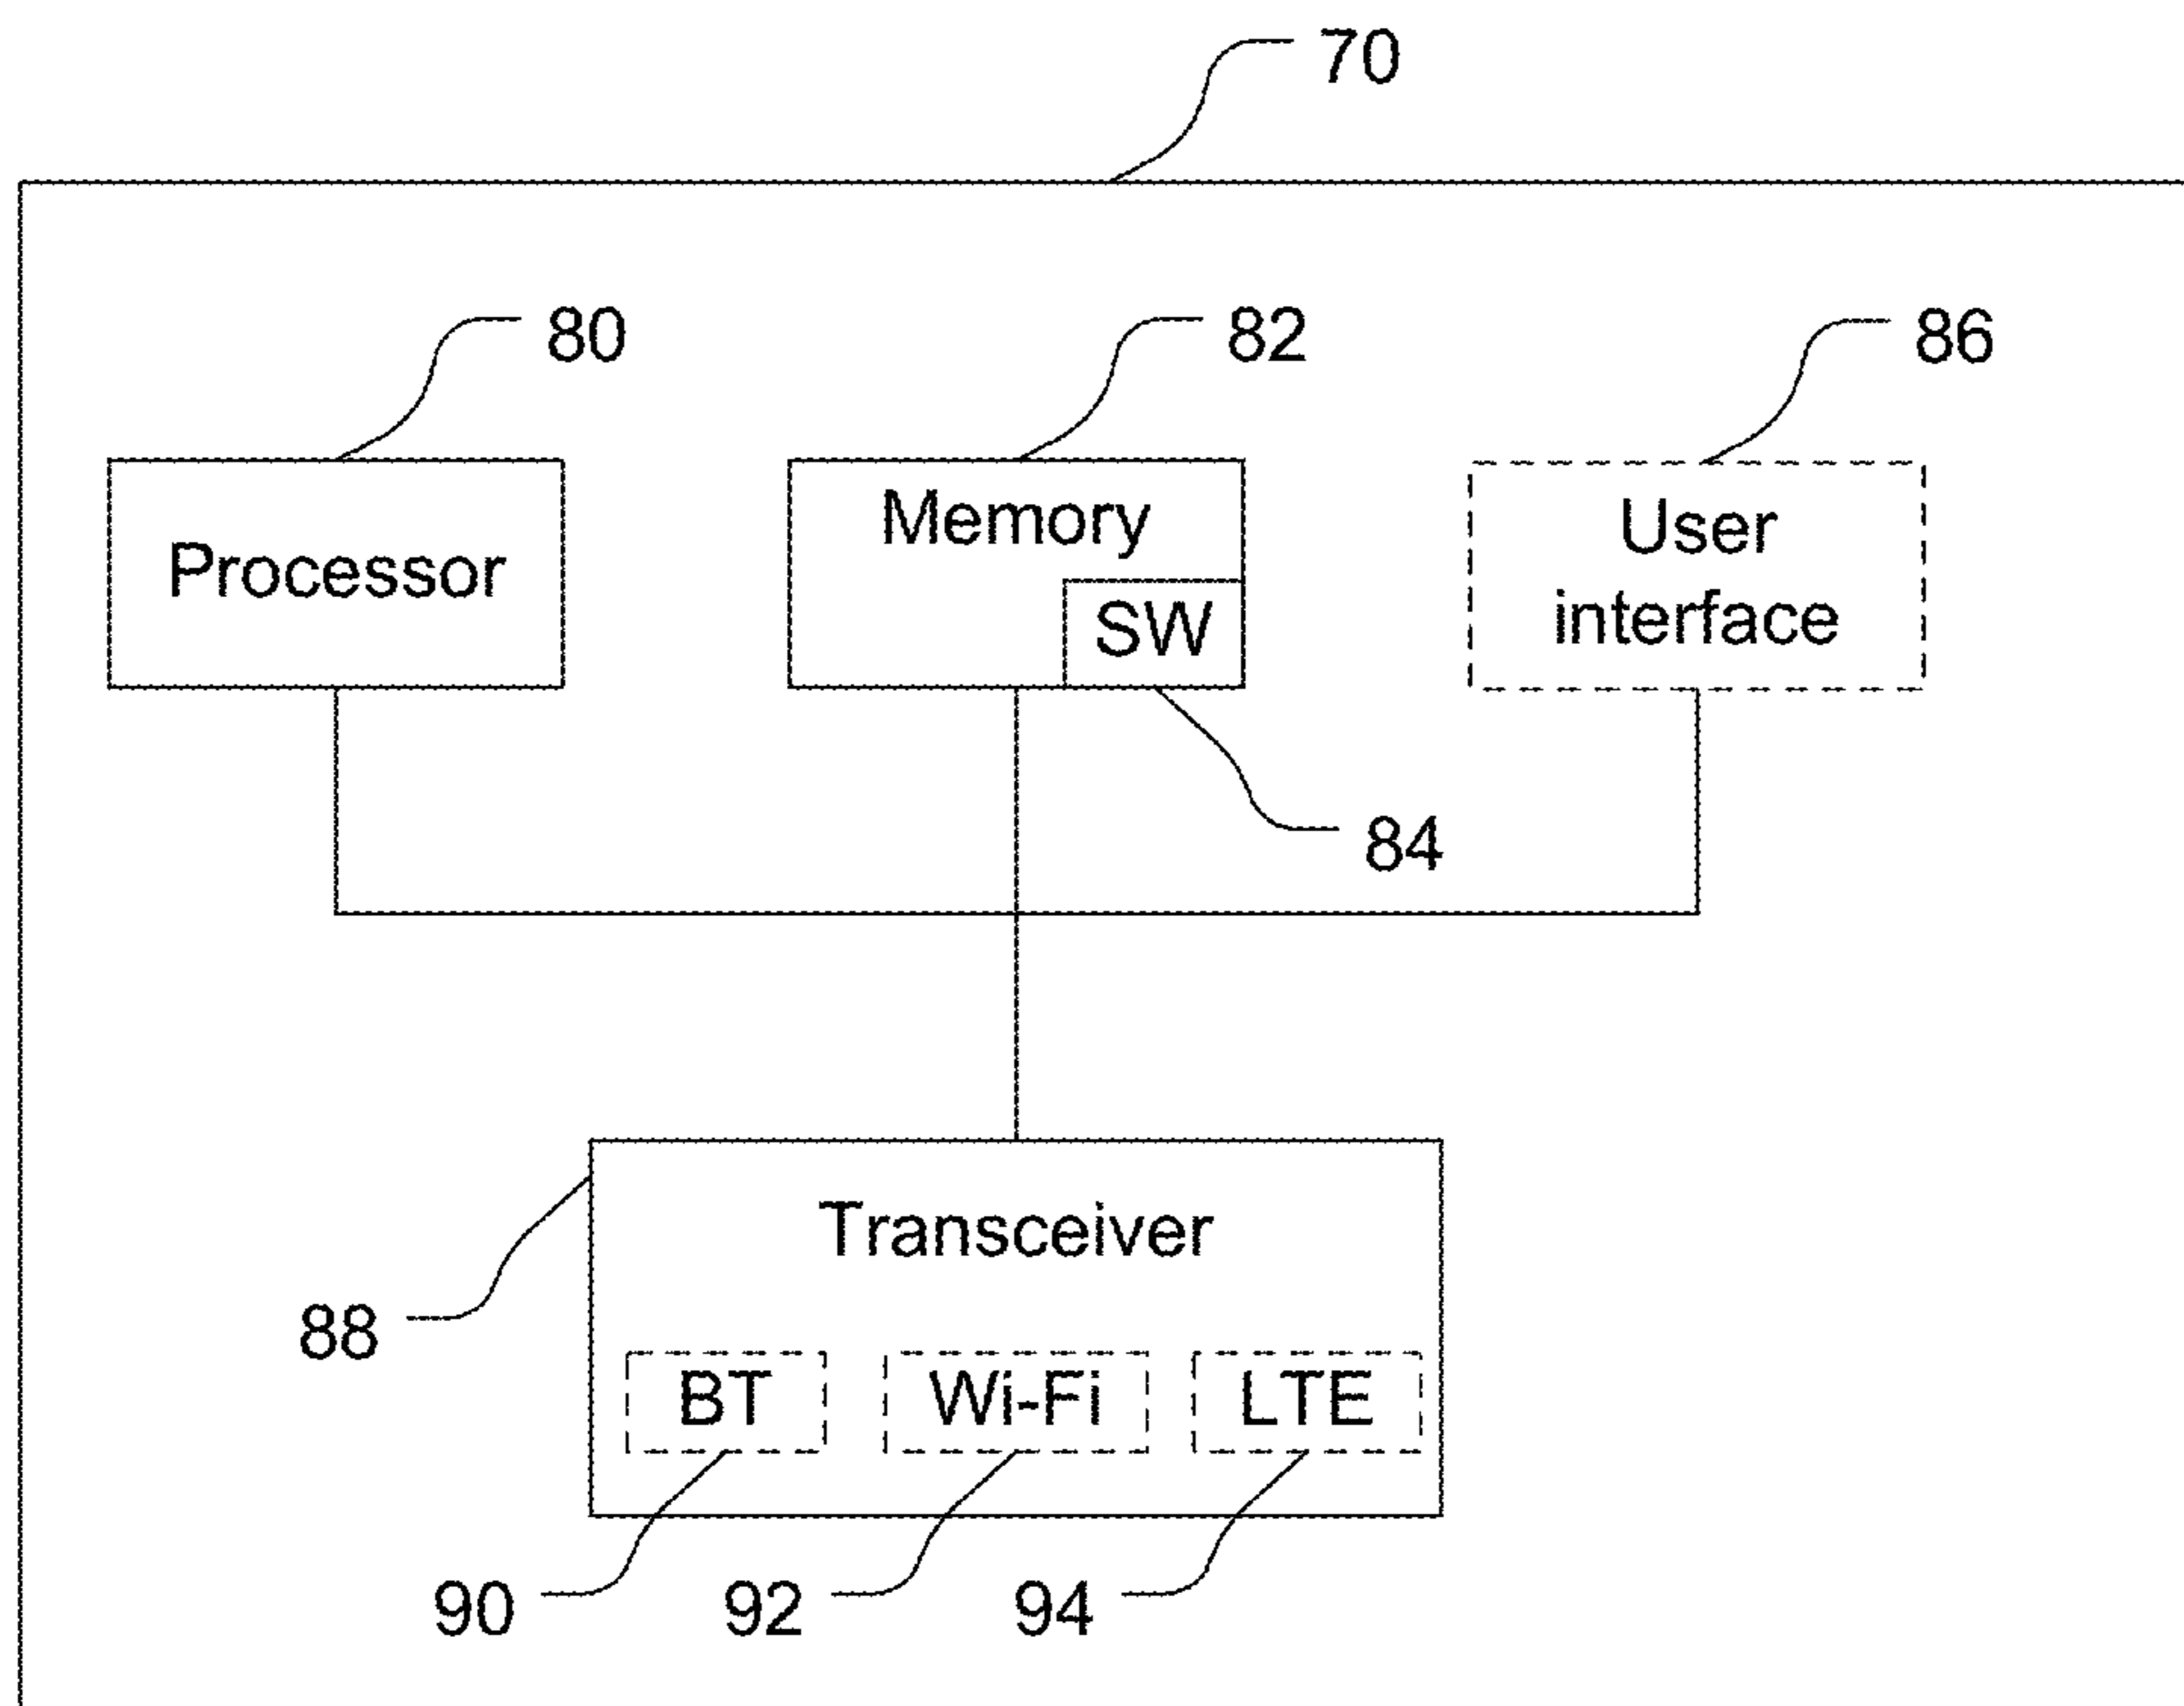 70
80
82
86
Processor
Memory
SW
User
interface
84
Transceiver
88
BT
Wi-Fi
LTE
90
92
94